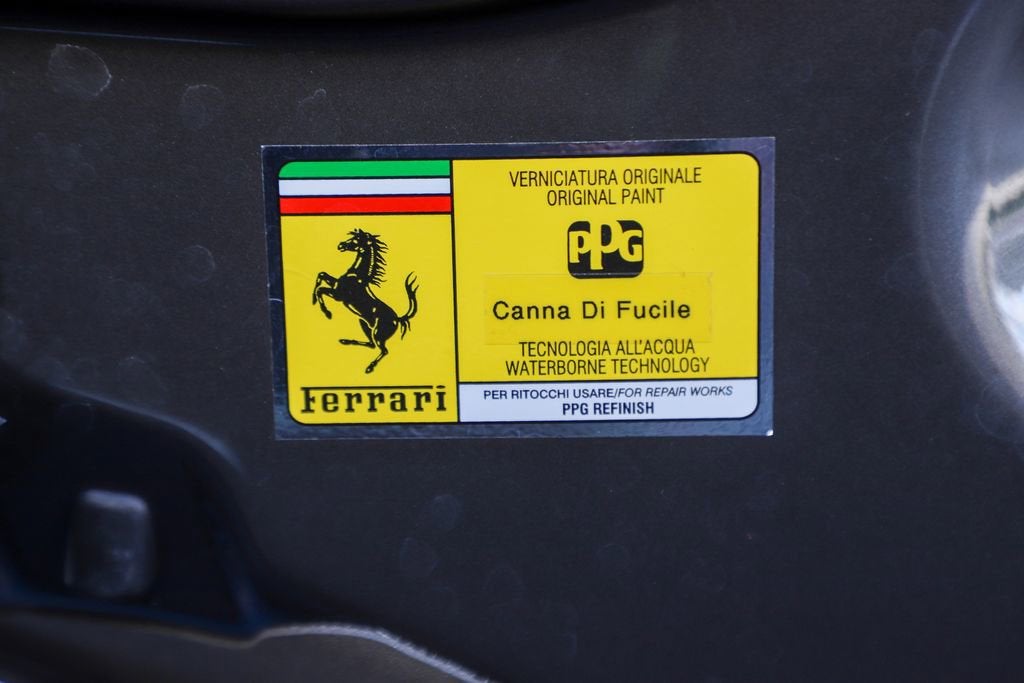 VERNICIATURA ORIGINALE
ORIGINAL PAINT
PPG
Canna Di Fucile
TECNOLOGIA ALL'ACQUA
WATERBORNE TECHNOLOGY
Ferrari
PER RITOCCHI USARE/FOR REPAIR WORKS
PPG REFINISH